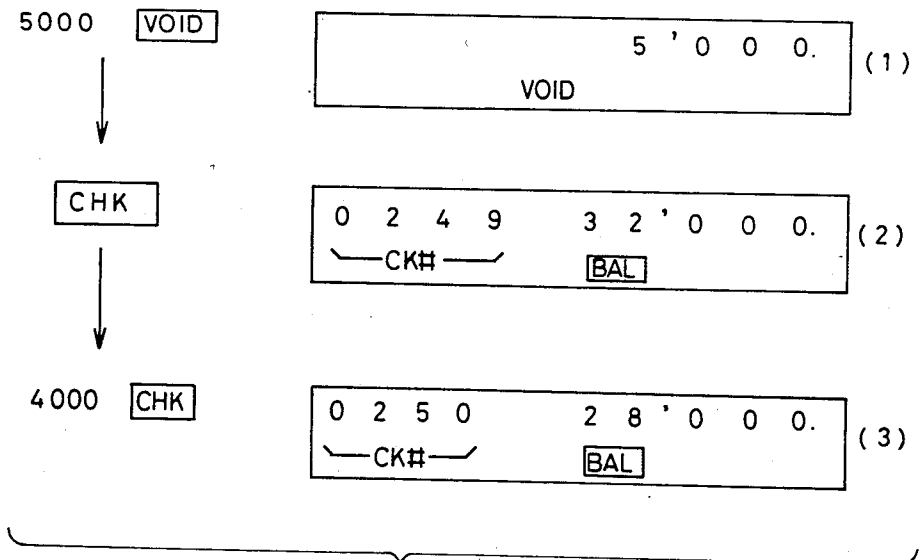 5000 VOID
5'000. (1)
VOID
CHK
0249 32'000. (2)
CK# BAL
4000 CHK
0250 28'000. (3)
CK# BAL